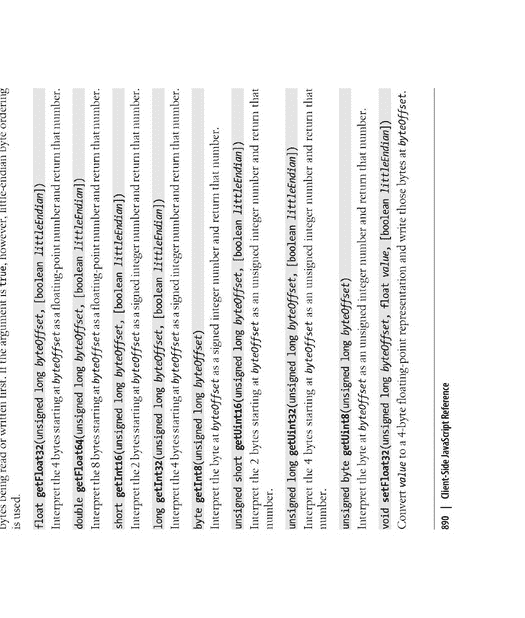 bytes being read or written first. If the argument is true, however, little-endian byte ordering
is used.
float getFloat32(unsigned long byteOffset, [boolean littleEndian])
Interpret the 4 bytes starting at byteOffset as a floating-point number and return that number.
double getFloat64(unsigned long byteOffset, [boolean littleEndian])
Interpret the 8 bytes starting at byteOffset as a floating-point number and return that number.
short getInt16(unsigned long byteOffset, [boolean littleEndian])
Interpret the 2 bytes starting at byteOffset as a signed integer number and return that number.
long getInt32(unsigned long byteOffset, [boolean littleEndian])
Interpret the 4 bytes starting at byteOffset as a signed integer number and return that number.
byte getInt8(unsigned long byteOffset)
Interpret the byte at byteOffset as a signed integer number and return that number.
unsigned short getUint16(unsigned long byteOffset, [boolean littleEndian])
Interpret the 2 bytes starting at byteOffset as an unsigned integer number and return that
number.
unsigned long getUint32(unsigned long byteOffset, [boolean littleEndian])
Interpret the 4 bytes starting at byteOffset as an unsigned integer number and return that
number.
unsigned byte getUint8(unsigned long byteOffset)
Interpret the byte at byteOffset as an unsigned integer number and return that number.
void setFloat32(unsigned long byteOffset, float value, [boolean littleEndian])
Convert value to a 4-byte floating-point representation and write those bytes at byteOffset.
890 | Client-Side JavaScript Reference